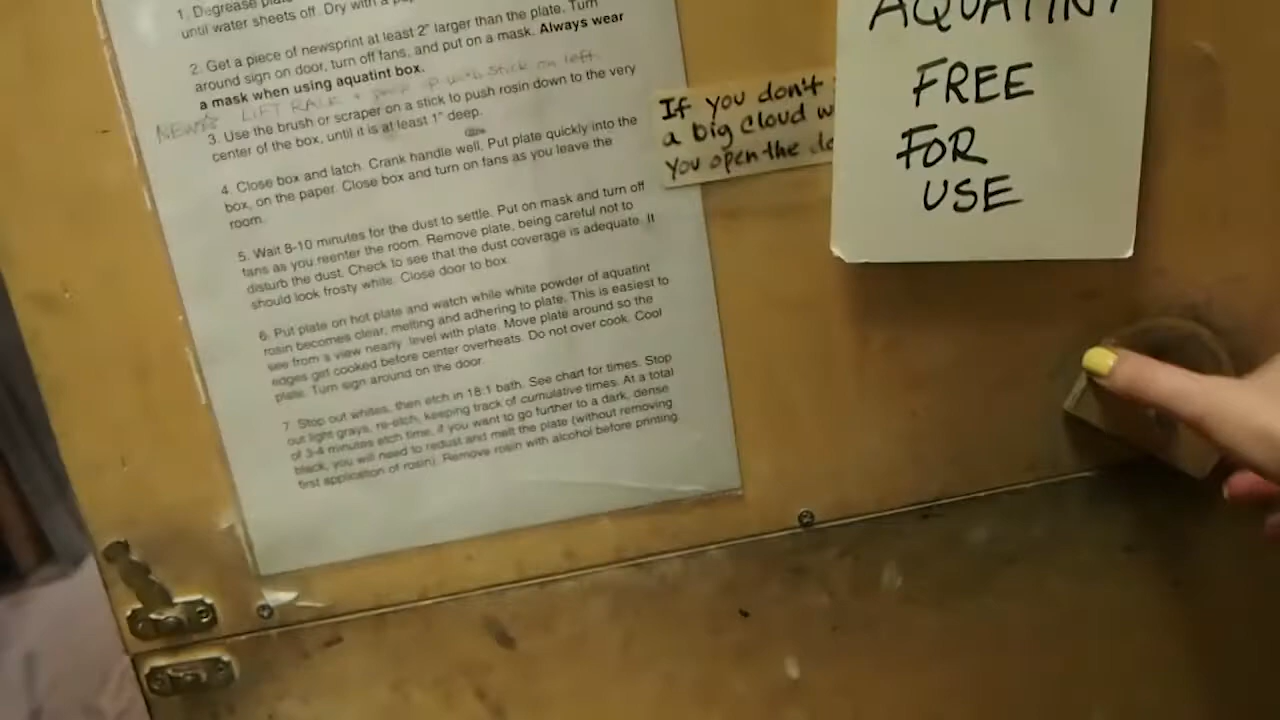 1. Degrease
until water sheets off. Dry with a
2. Get a piece of newsprint at least 2" larger than the plate. Turn
around sign on door, turn off fans, and put on a mask. Always wear
a mask when using aquatint box.
LIFT RACK + stick on left
3. Use the brush or scraper on a stick to push rosin down to the very
center of the box, until it is at least 1" deep.
4. Close box and latch. Crank handle well. Put plate quickly into the
box, on the paper. Close box and turn on fans as you leave the
room.
5. Wait 8-10 minutes for the dust to settle. Put on mask and turn off
fans as you reenter the room. Remove plate, being careful not to
disturb the dust. Check to see that the dust coverage is adequate. It
should look frosty white. Close door to box.
6. Put plate on hot plate and watch while white powder of aquatint
rosin becomes clear, melting and adhering to plate. This is easiest to
see from a view nearly level with plate. Move plate around so the
edges get cooked before center overheats. Do not over cook. Cool
plate. Turn sign around on the door.
7 Stop out whites, then etch in 18:1 bath. See chart for times. Stop
out light grays, re-etch, keeping track of cumulative times. At a total
of 3-4 minutes etch time, if you want to go further to a dark, dense
black, you will need to redust and melt the plate (without removing
first application of rosin). Remove rosin with alcohol before printing.
If you don't
a big cloud
you open the
AQUATINT
FREE
FOR
USE